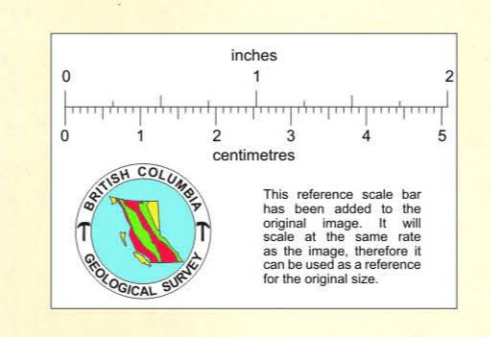 inches
0 1 2
0 1 2 3 4 5
centimetres
BRITISH COLUMBIA
GEOLOGICAL SURVEY
This reference scale bar
has been added to the
original image. It will
scale at the same rate
as the image, therefore it
can be used as a reference
for the original size.